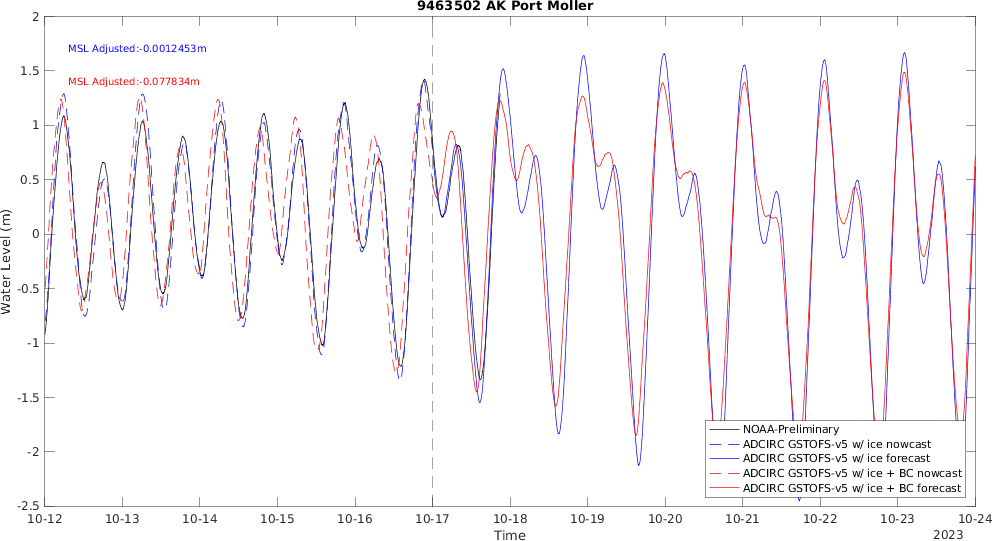 9463502 AK Port Moller
MSL Adjusted:-0.0012453m
MSL Adjusted:-0.077834m
Water Level (m)
2
1.5
1
0.5
0
-0.5
-1
-1.5
-2
-2.5
NOAA-Preliminary
ADCIRC GSTOFS-v5 w/ ice nowcast
ADCIRC GSTOFS-v5 w/ ice forecast
ADCIRC GSTOFS-v5 w/ ice + BC nowcast
ADCIRC GSTOFS-v5 w/ ice + BC forecast
10-12 10-13 10-14 10-15 10-16 10-17 10-18 10-19 10-20 10-21 10-22 10-23 10-24
Time
2023